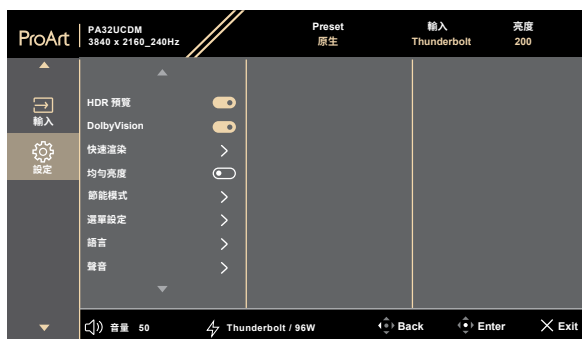 ProArt
PA32UCDM
3840 x 2160_240Hz
Preset
原生
輸入
Thunderbolt
亮度
200
輸入
設定
HDR 預覽
DolbyVision
快速渲染
均勻亮度
節能模式
選單設定
語言
聲音
音量 50
Thunderbolt / 96W
Back
Enter
Exit